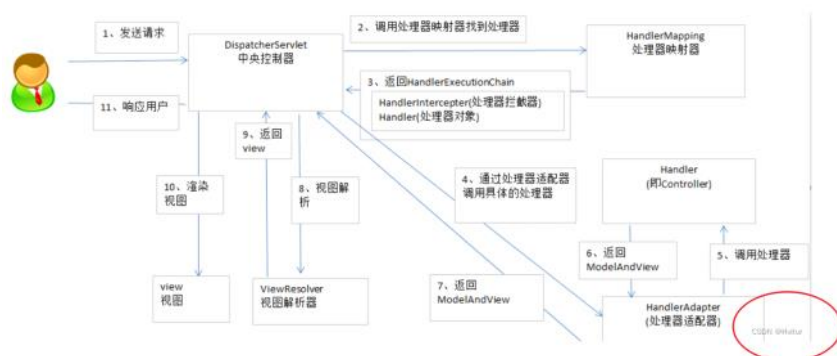 1、发送请求
DispatcherServlet
中央控制器
2、调用处理器映射器找到处理器
HandlerMapping
处理器映射器
3、返回HandlerExecutionChain
HandlerIntercepter(处理器拦截器)
Handler(处理器对象)
11、响应用户
9、返回
view
10、渲染
视图
8、视图解
析
4、通过处理器适配器
调用具体的处理器
Handler
(即Controller)
6、返回
ModelAndView
5、调用处理器
view
视图
ViewResolver
视图解析器
7、返回
ModelAndView
HandlerAdapter
(处理器适配器)
CSDN